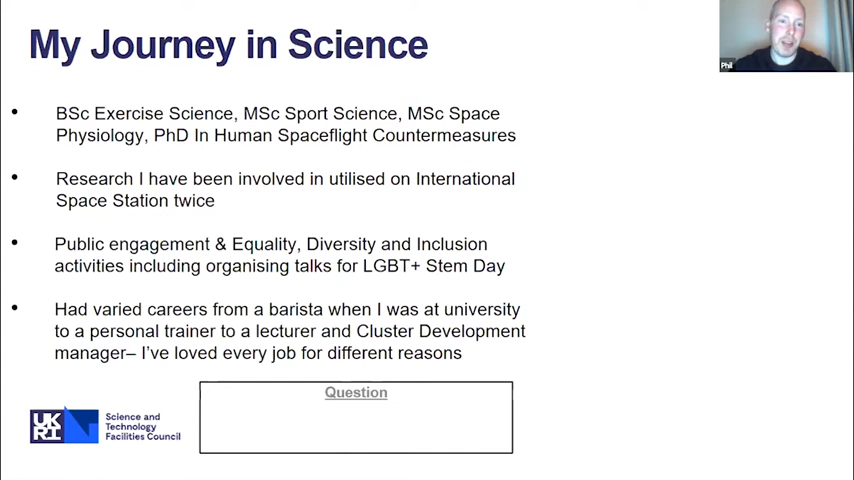 My Journey in Science
Phil
• BSc Exercise Science, MSc Sport Science, MSc Space
Physiology, PhD In Human Spaceflight Countermeasures
• Research I have been involved in utilised on International
Space Station twice
• Public engagement & Equality, Diversity and Inclusion
activities including organising talks for LGBT+ Stem Day
• Had varied careers from a barista when I was at university
to a personal trainer to a lecturer and Cluster Development
manager– I've loved every job for different reasons
Question
UK
RI
Science and
Technology
Facilities Council